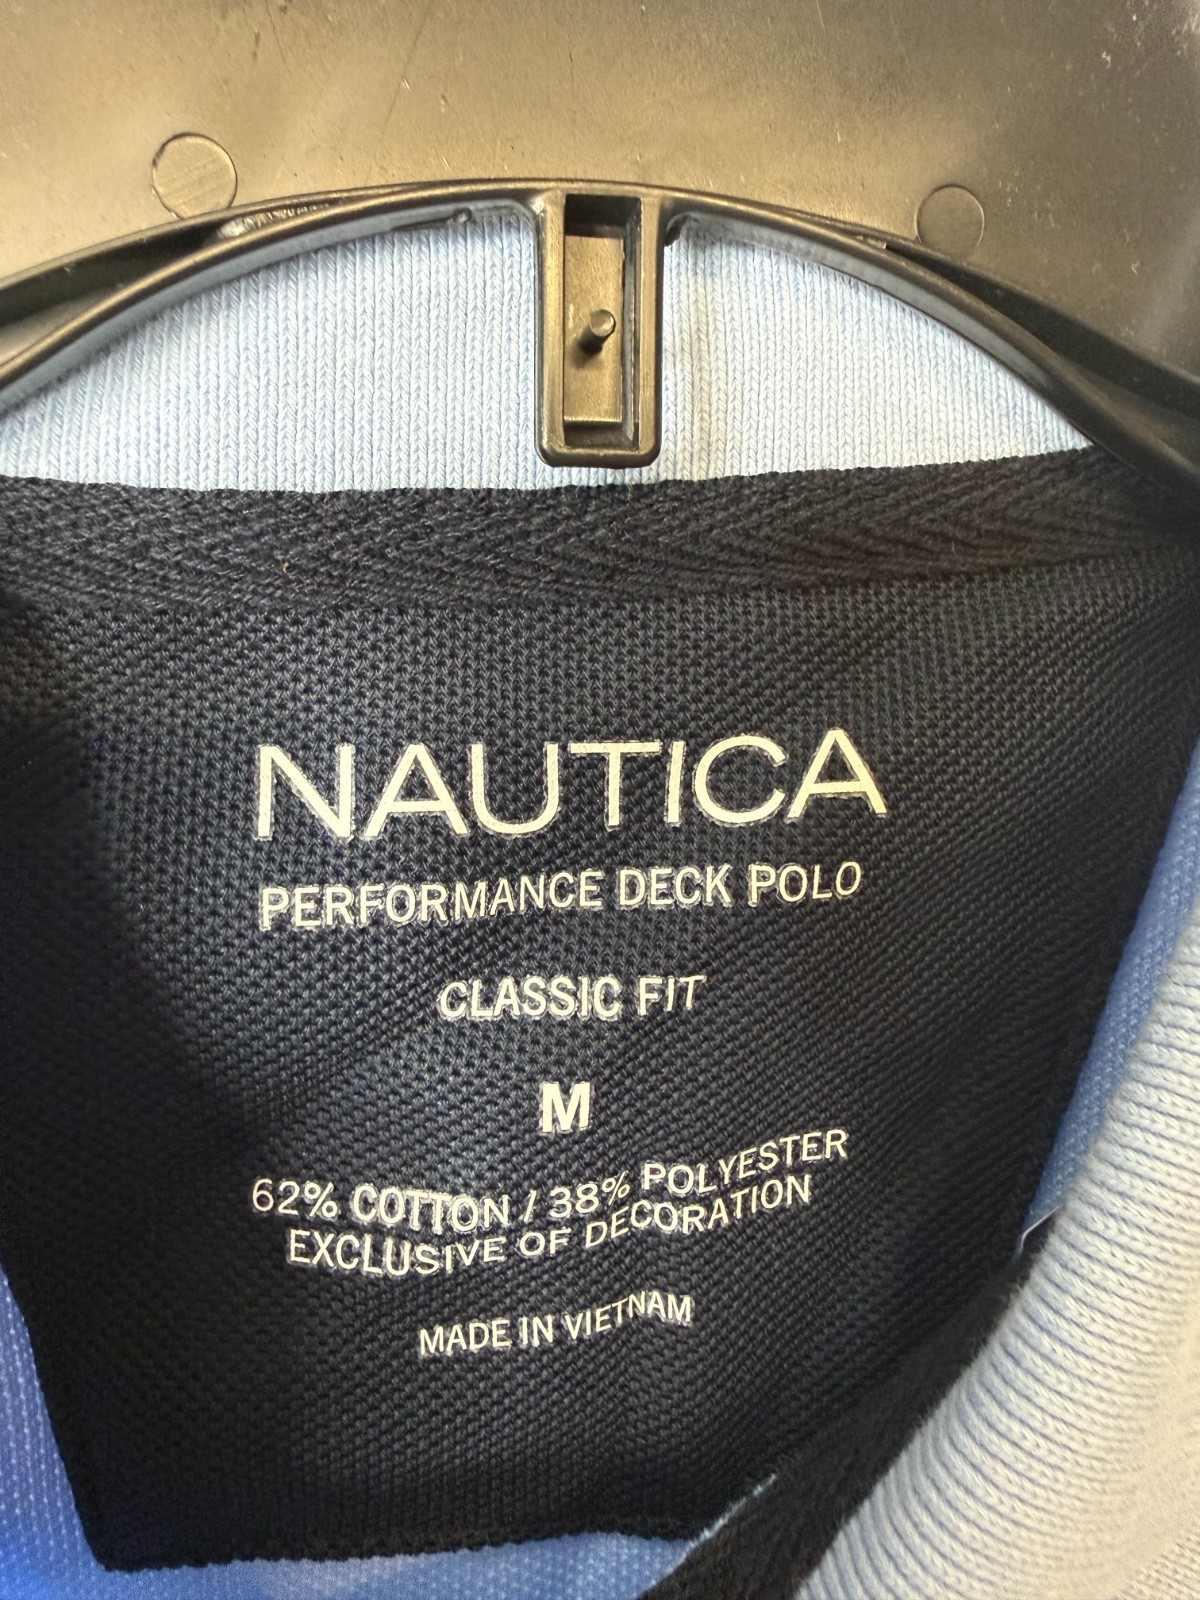 NAUTICA
PERFORMANCE DECK POLO
CLASSIC FIT
M
62% COTTON / 38% POLYESTER
EXCLUSIVE OF DECORATION
MADE IN VIETNAM